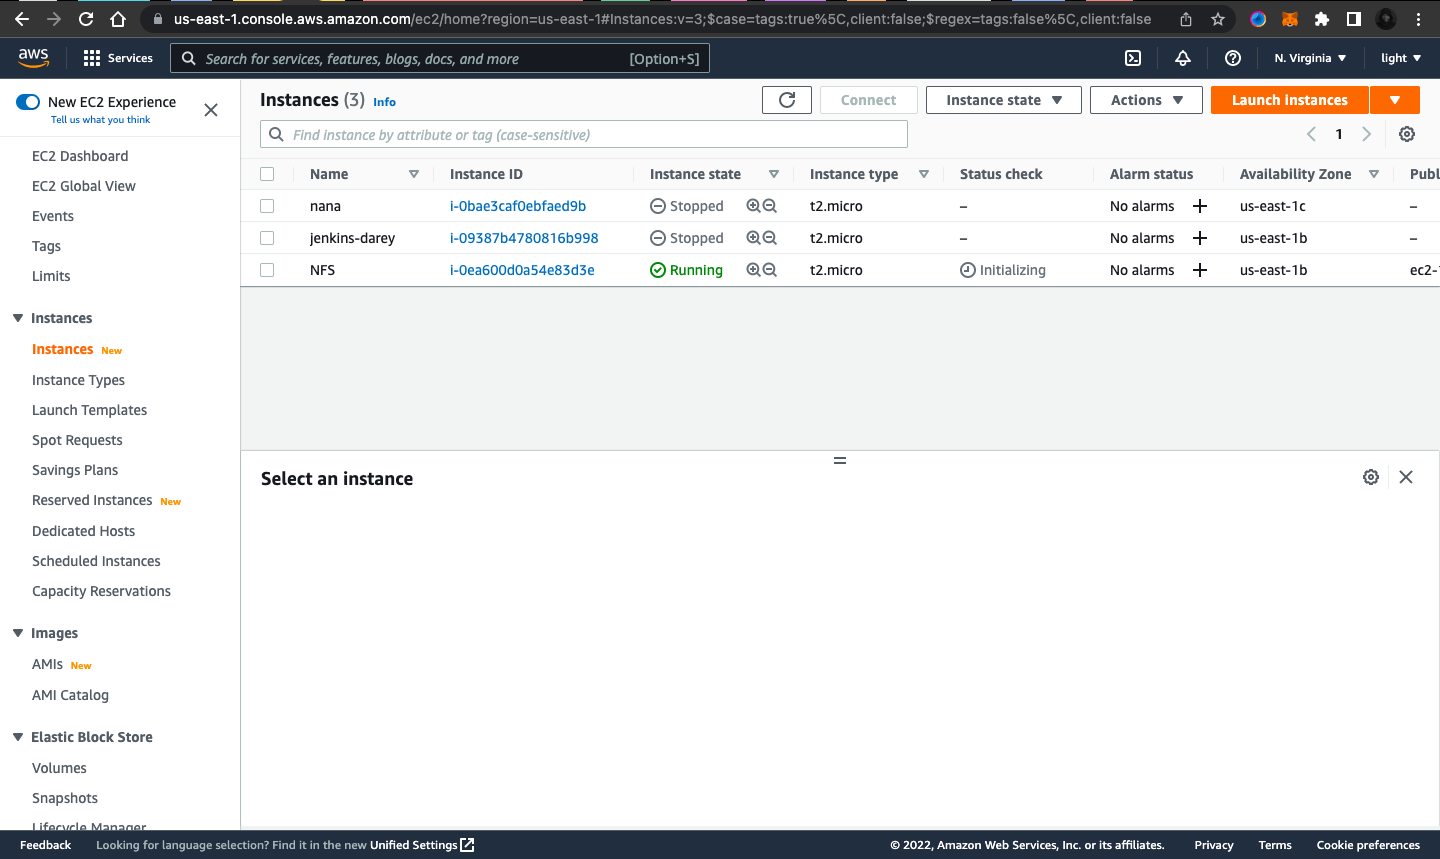 us-east-1.console.aws.amazon.com/ec2/home?region=us-east-1#Instances:v=3;$case=tags:true%5C,client:false;$regex=tags:false%5C,client:false
aws Services Search for services, features, blogs, docs, and more [Option+S] N. Virginia light
New EC2 Experience
Tell us what you think
EC2 Dashboard
EC2 Global View
Events
Tags
Limits
Instances
Instances New
Instance Types
Launch Templates
Spot Requests
Savings Plans
Reserved Instances New
Dedicated Hosts
Scheduled Instances
Capacity Reservations
Images
AMIs New
AMI Catalog
Elastic Block Store
Volumes
Snapshots
Lifecycle Manager
Instances (3) Info Connect Instance state Actions Launch instances
Find instance by attribute or tag (case-sensitive) 1
Name Instance ID Instance state Instance type Status check Alarm status Availability Zone Publ
nana i-0bae3caf0ebfaed9b Stopped t2.micro – No alarms + us-east-1c –
jenkins-darey i-09387b4780816b998 Stopped t2.micro – No alarms + us-east-1b –
NFS i-0ea600d0a54e83d3e Running t2.micro Initializing No alarms + us-east-1b ec2-
Select an instance
Feedback Looking for language selection? Find it in the new Unified Settings © 2022, Amazon Web Services, Inc. or its affiliates. Privacy Terms Cookie preferences